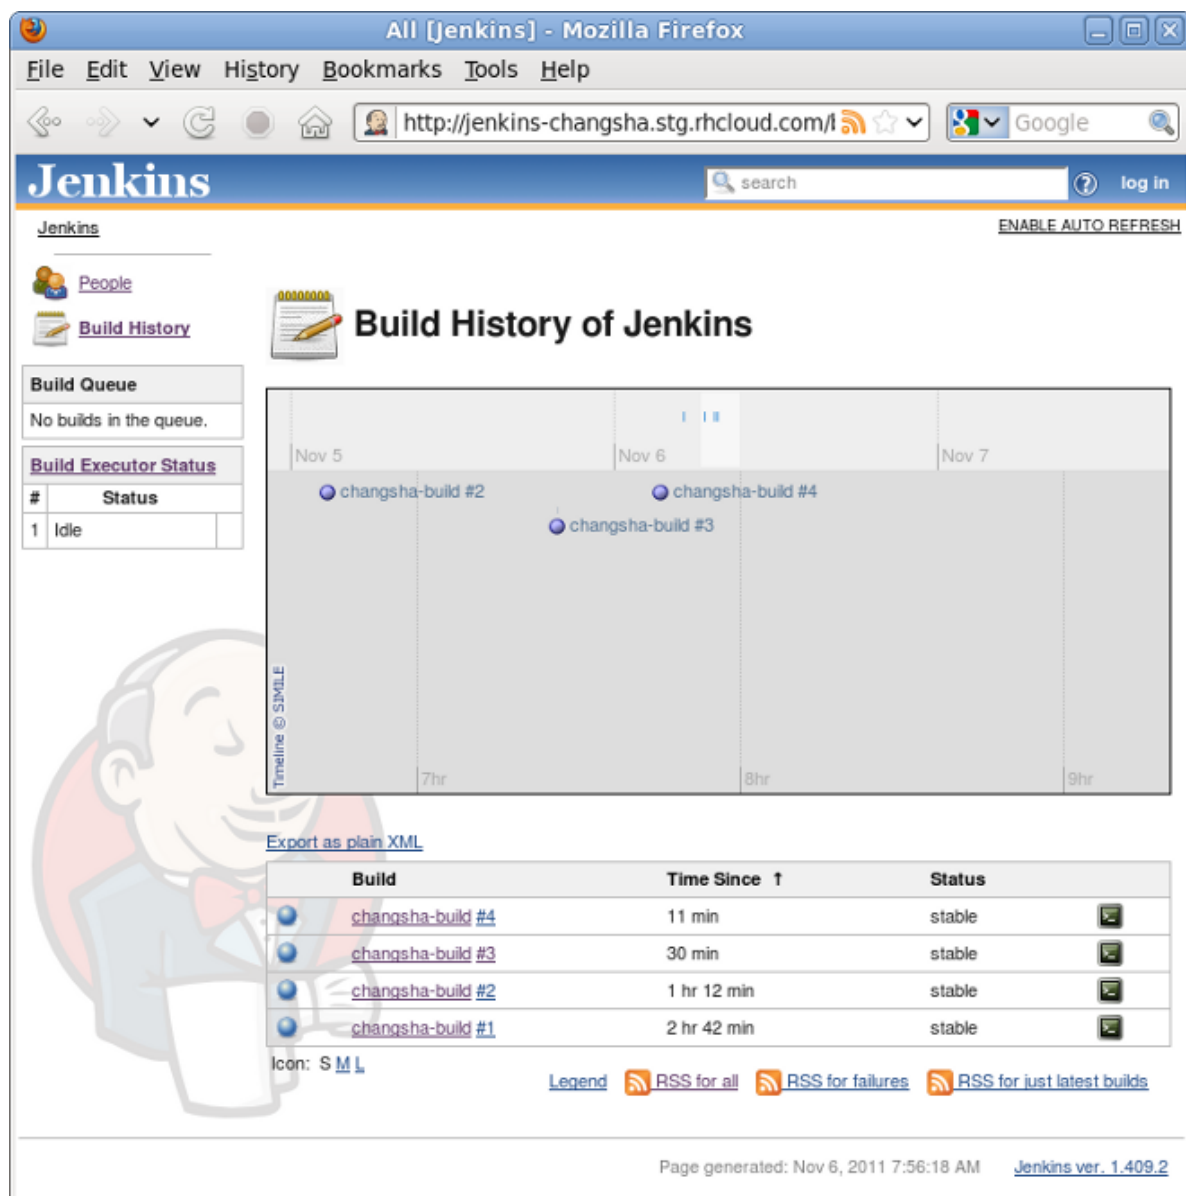 All [Jenkins] - Mozilla Firefox
File Edit View History Bookmarks Tools Help
http://jenkins-changsha.stg.rhcloud.com/ Google
Jenkins search log in
Jenkins ENABLE AUTO REFRESH
People
Build History
Build History of Jenkins
Build Queue
No builds in the queue.
Build Executor Status
# Status
1 Idle
Nov 5 Nov 6 Nov 7
changsha-build #2 changsha-build #4
changsha-build #3
Timeline © SIMILE
7hr 8hr 9hr
Export as plain XML
Build Time Since ↑ Status
changsha-build #4 11 min stable
changsha-build #3 30 min stable
changsha-build #2 1 hr 12 min stable
changsha-build #1 2 hr 42 min stable
Icon: S M L
Legend RSS for all RSS for failures RSS for just latest builds
Page generated: Nov 6, 2011 7:56:18 AM Jenkins ver. 1.409.2